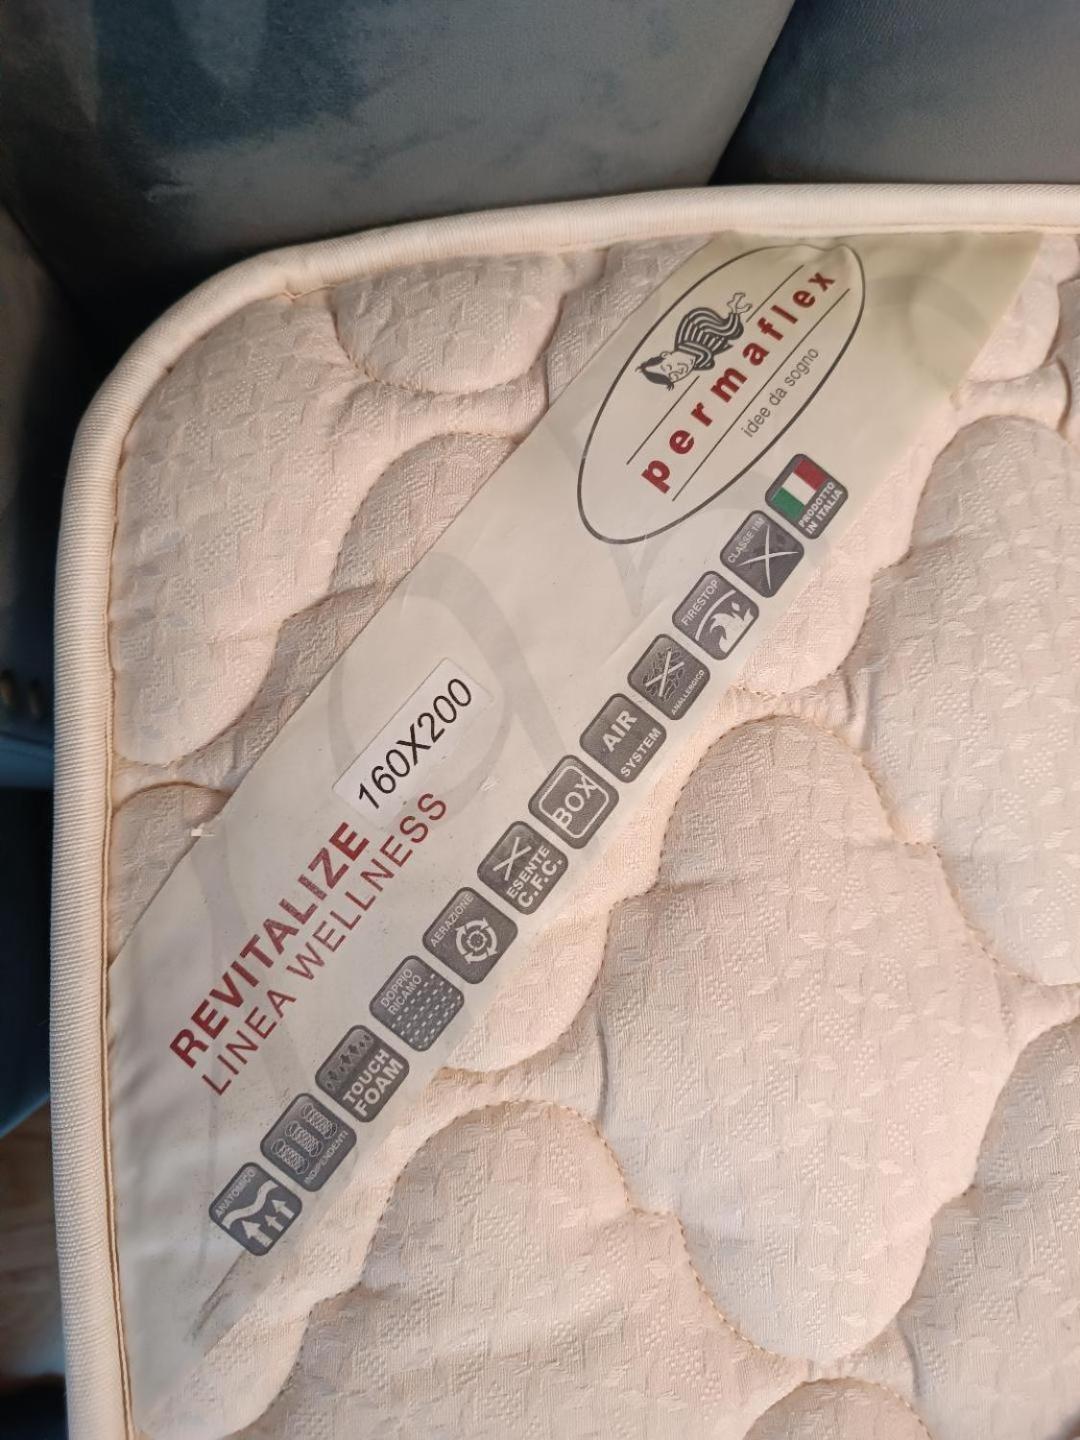 permaflex
idee da sogno
160X200
REVITALIZE
LINEA WELLNESS
ANATOMICO
INDIPENDENTI
TOUCH
FOAM
DOPPIO
RICAMO
AERAZIONE
ESENTE
C.F.C.
BOX
AIR
SYSTEM
ANALLERGICO
FIRESTOP
CLASSE 1IM
PRODOTTO
IN ITALIA